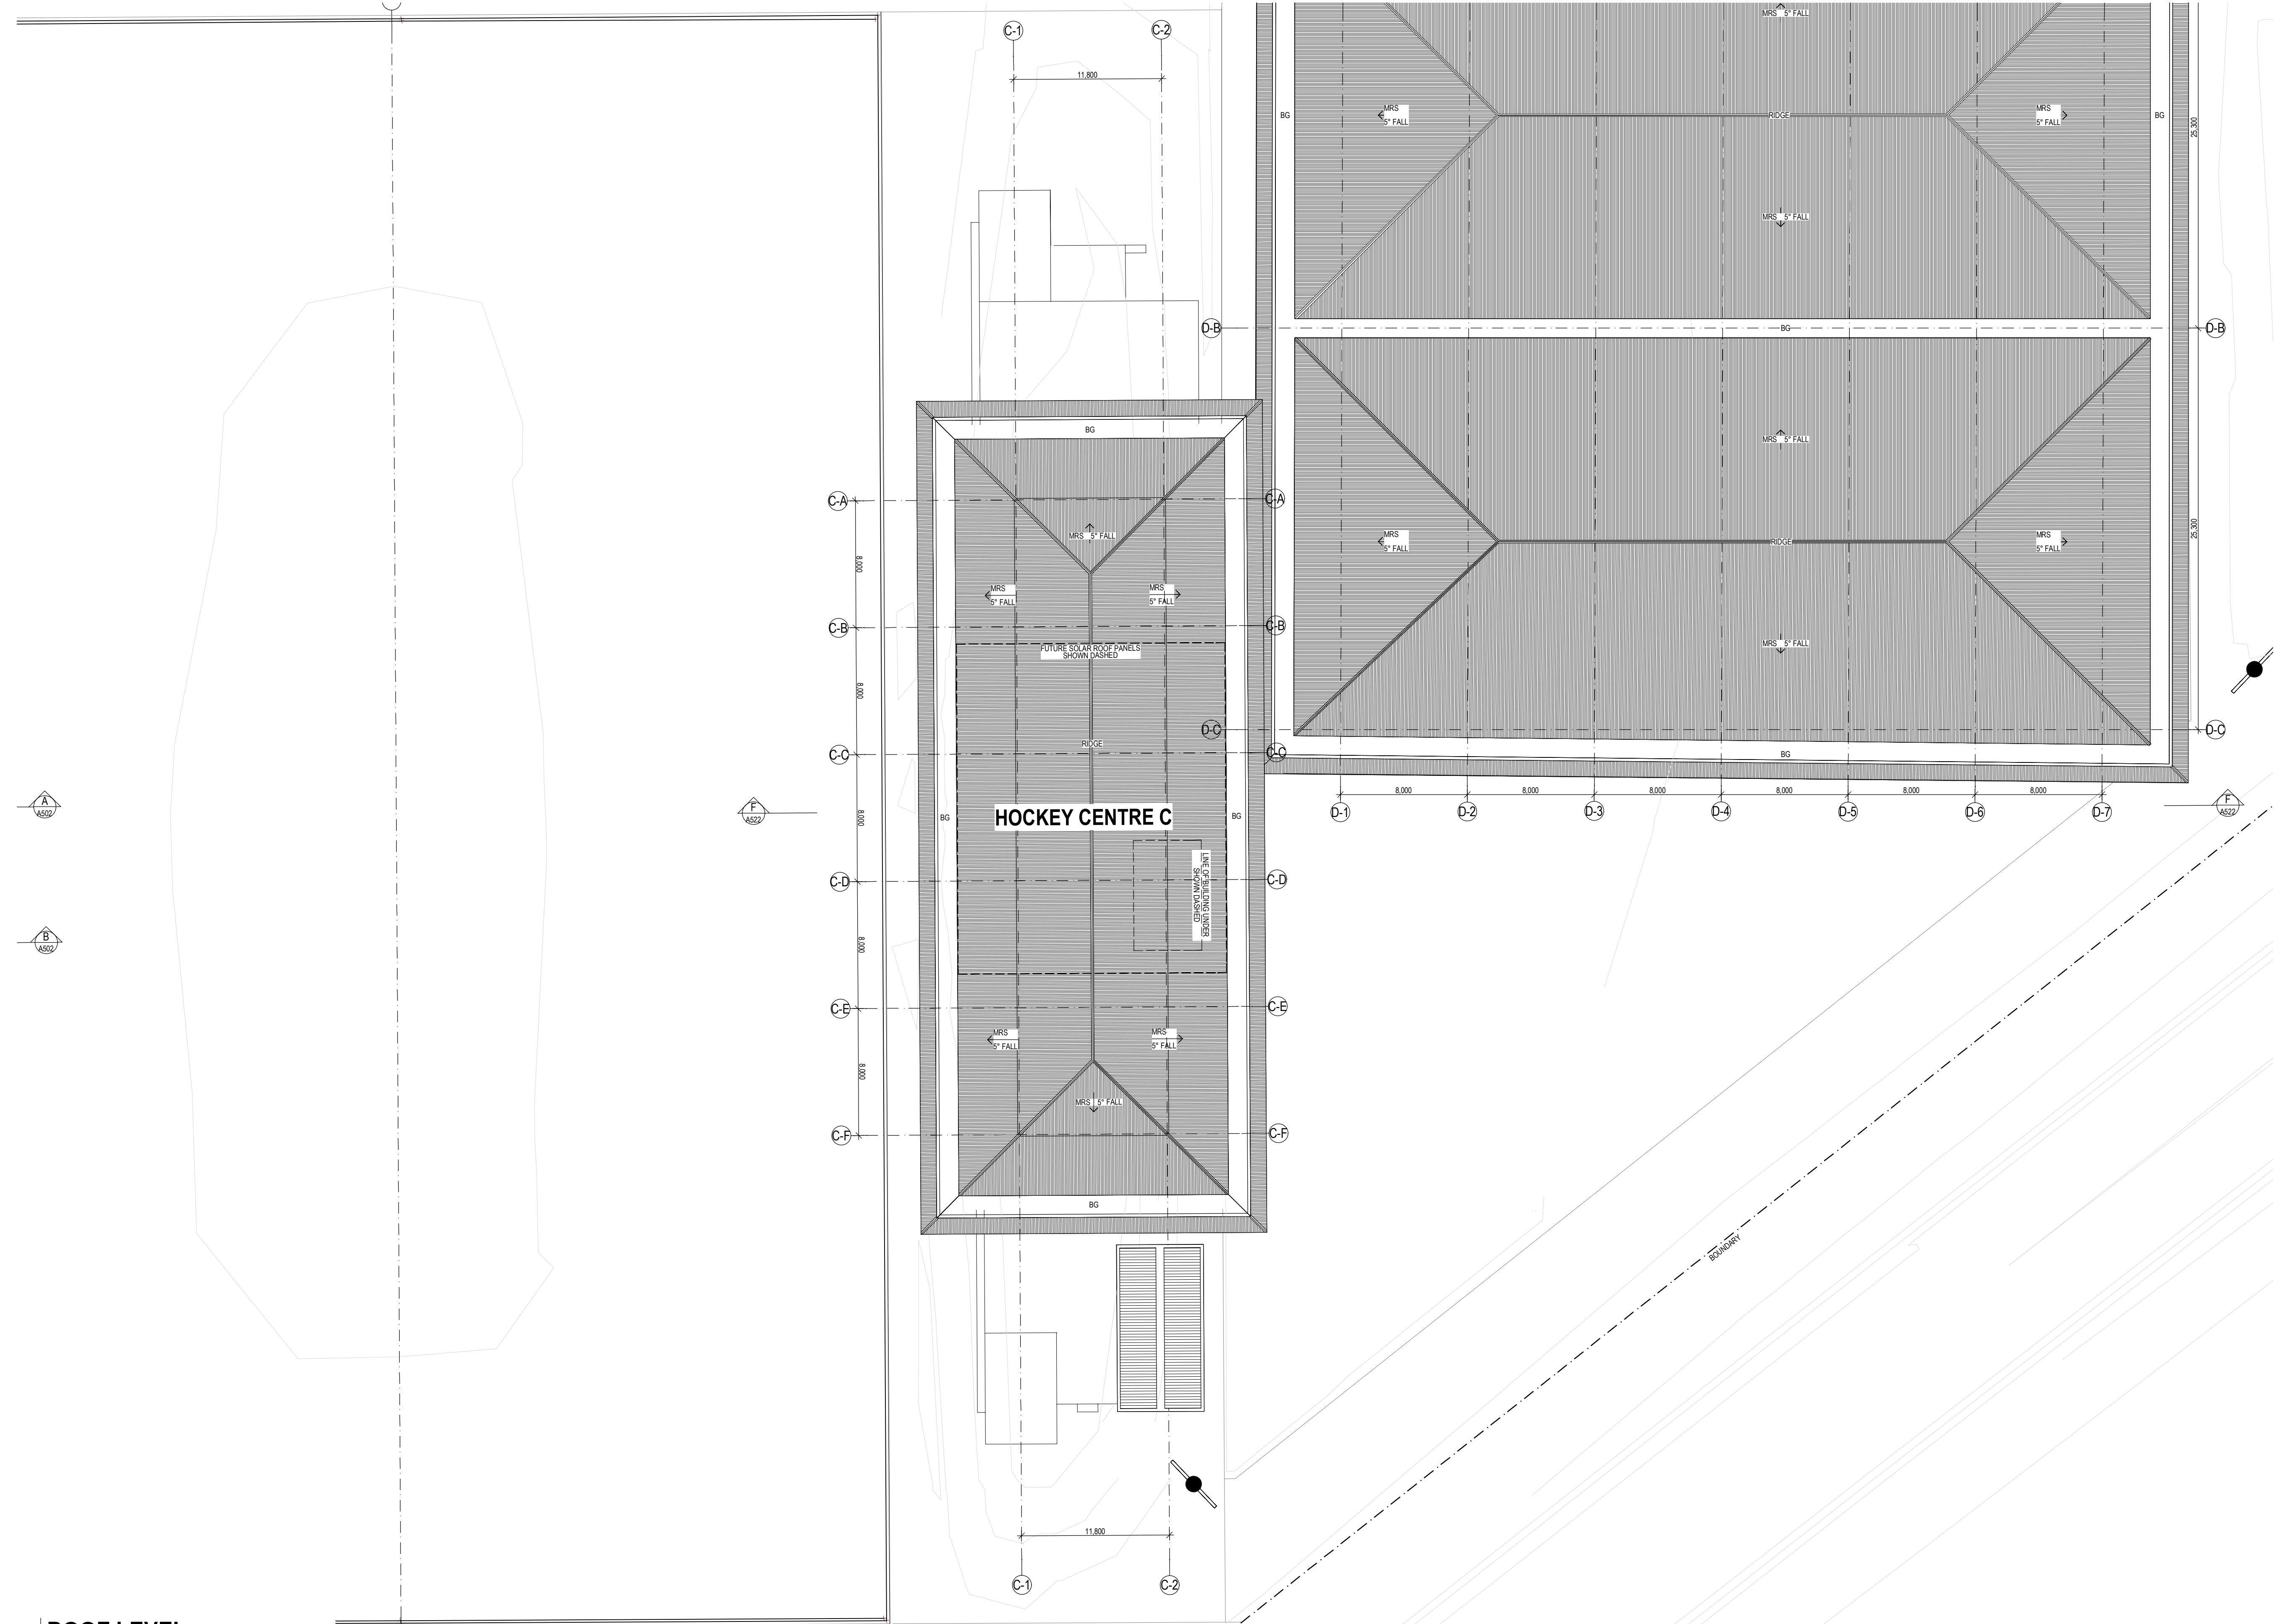 C-1
C-2
11,800
MRS 5° FALL
BG
MRS
5° FALL
RIDGE
MRS
5° FALL
BG
25,300
MRS 5° FALL
D-B
BG
D-B
BG
MRS 5° FALL
C-A
C-A
MRS 5° FALL
MRS
5° FALL
RIDGE
MRS
5° FALL
25,300
8,000
MRS
5° FALL
MRS
5° FALL
C-B
C-B
FUTURE SOLAR ROOF PANELS
SHOWN DASHED
MRS 5° FALL
8,000
D-C
D-C
RIDGE
C-C
C-C
BG
8,000
8,000
8,000
8,000
8,000
8,000
A
A502
F
A522
8,000
HOCKEY CENTRE C
BG
BG
D-1
D-2
D-3
D-4
D-5
D-6
D-7
F
A522
LINE OF BUILDING UNDER
SHOWN DASHED
C-D
C-D
B
A502
8,000
C-E
C-E
MRS
5° FALL
MRS
5° FALL
8,000
MRS 5° FALL
C-F
C-F
BG
BOUNDARY
11,800
C-1
C-2